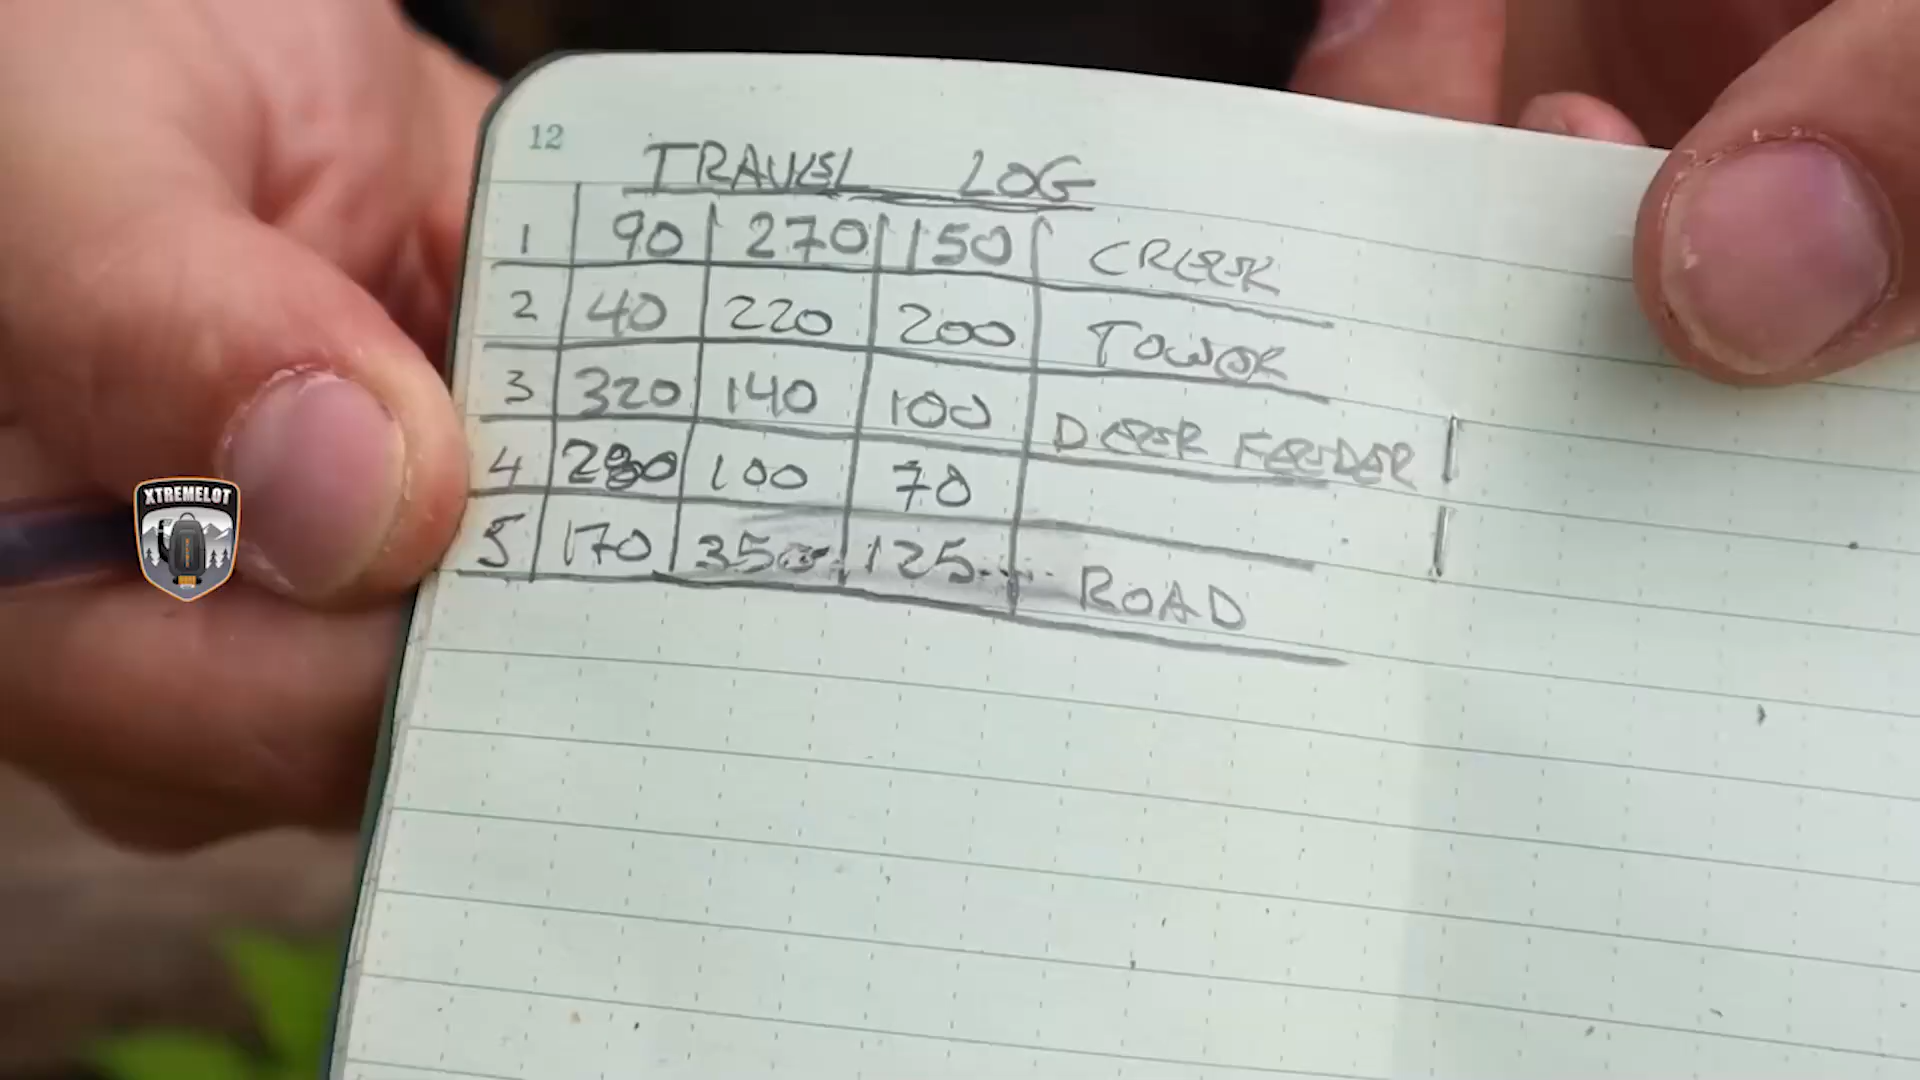 12
TRAVEL LOG
1 90 270 150 CREEK
2 40 220 200 TOWER
3 320 140 100 DEER FEEDER
4 280 100 70
5 170 350 125 ROAD
XTREMELOT